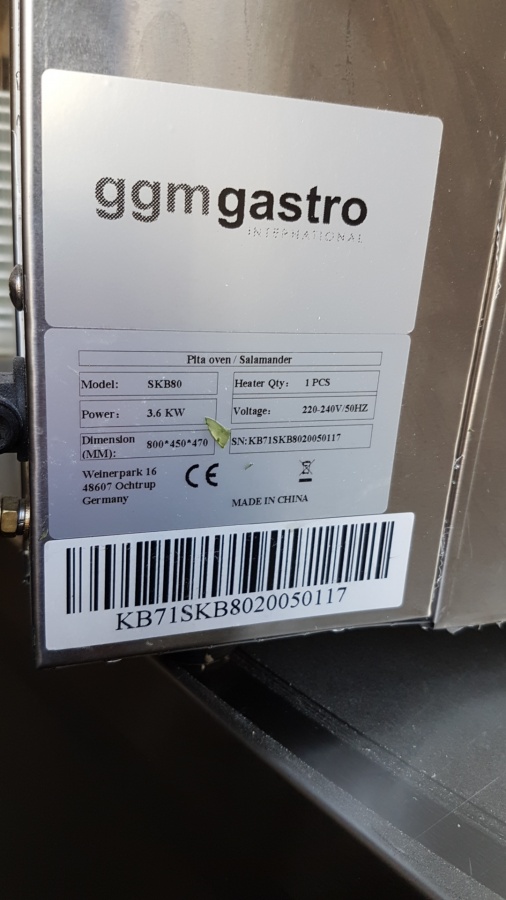 ggmgastro
INTERNATIONAL
Pita oven / Salamander
Model: SKB80
Heater Qty: 1 PCS
Power: 3.6 KW
Voltage: 220-240V/50HZ
Dimension (MM): 800*450*470
SN:KB71SKB8020050117
Weinerpark 16
48607 Ochtrup
Germany
CE
MADE IN CHINA
KB71SKB8020050117